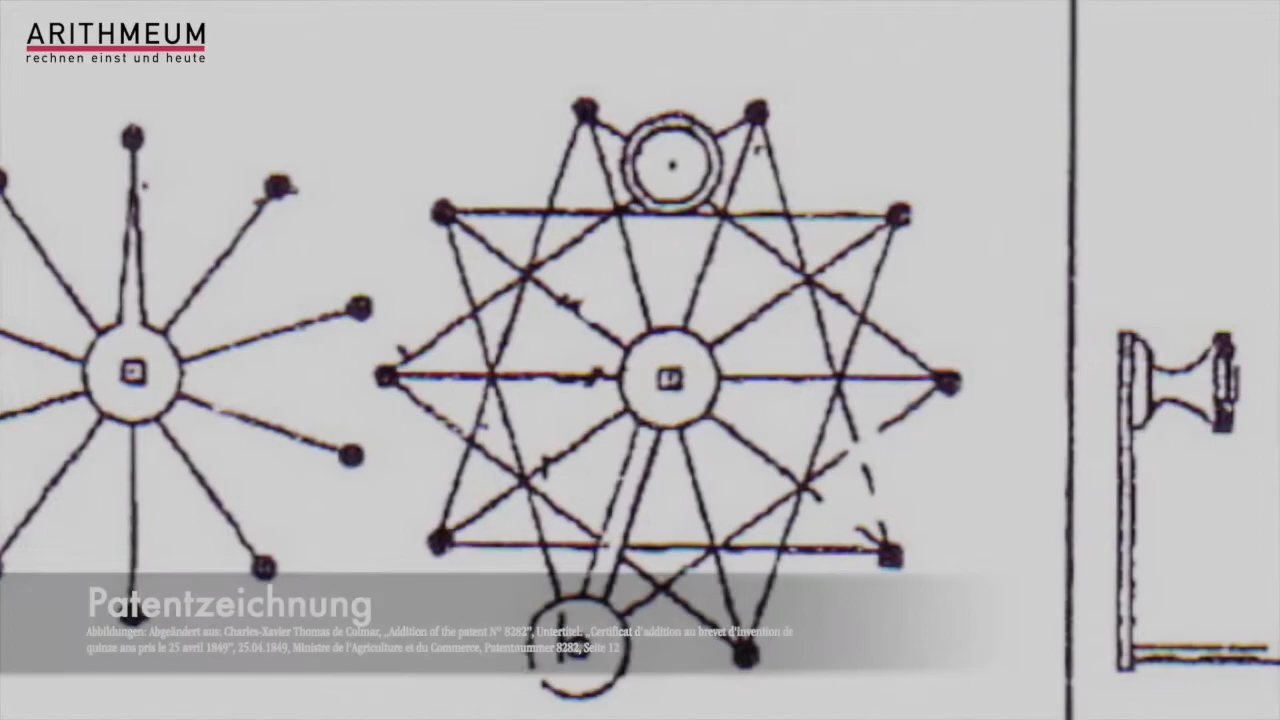 ARITHMEUM
rechnen einst und heute
Patentzeichnung
Abbildungen: Abgeändert aus: Charles-Xavier Thomas de Colmar, „Addition of the patent N° 8282“, Untertitel: „Certificat d'addition au brevet d'invention de
quinze ans pris le 25 avril 1849“, 25.04.1849, Ministre de l'Agriculture et du Commerce, Patentnummer 8282, Seite 12